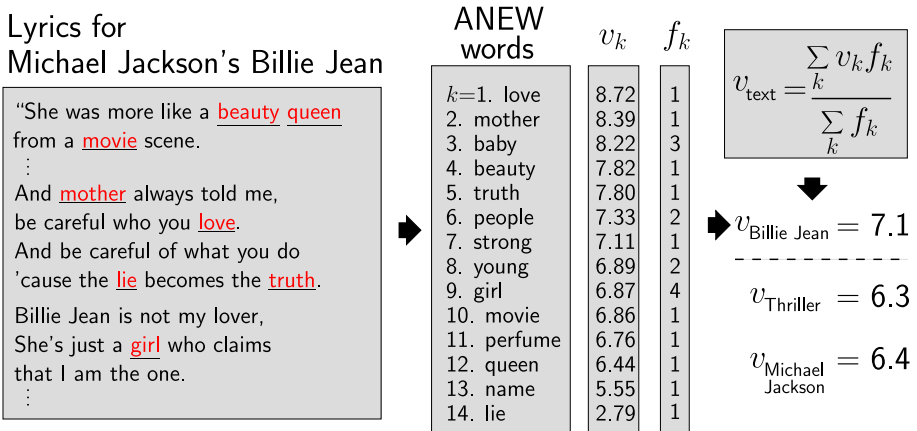 Lyrics for
Michael Jackson's Billie Jean
“She was more like a beauty queen
from a movie scene.
⋮
And mother always told me,
be careful who you love.
And be careful of what you do
'cause the lie becomes the truth.
Billie Jean is not my lover,
She's just a girl who claims
that I am the one.
⋮
ANEW
words
v_k f_k
k=1. love 8.72 1
2. mother 8.39 1
3. baby 8.22 3
4. beauty 7.82 1
5. truth 7.80 1
6. people 7.33 2
7. strong 7.11 1
8. young 6.89 2
9. girl 6.87 4
10. movie 6.86 1
11. perfume 6.76 1
12. queen 6.44 1
13. name 5.55 1
14. lie 2.79 1
v_text = ∑_k v_k f_k / ∑_k f_k
v_Billie Jean = 7.1
v_Thriller = 6.3
v_Michael Jackson = 6.4